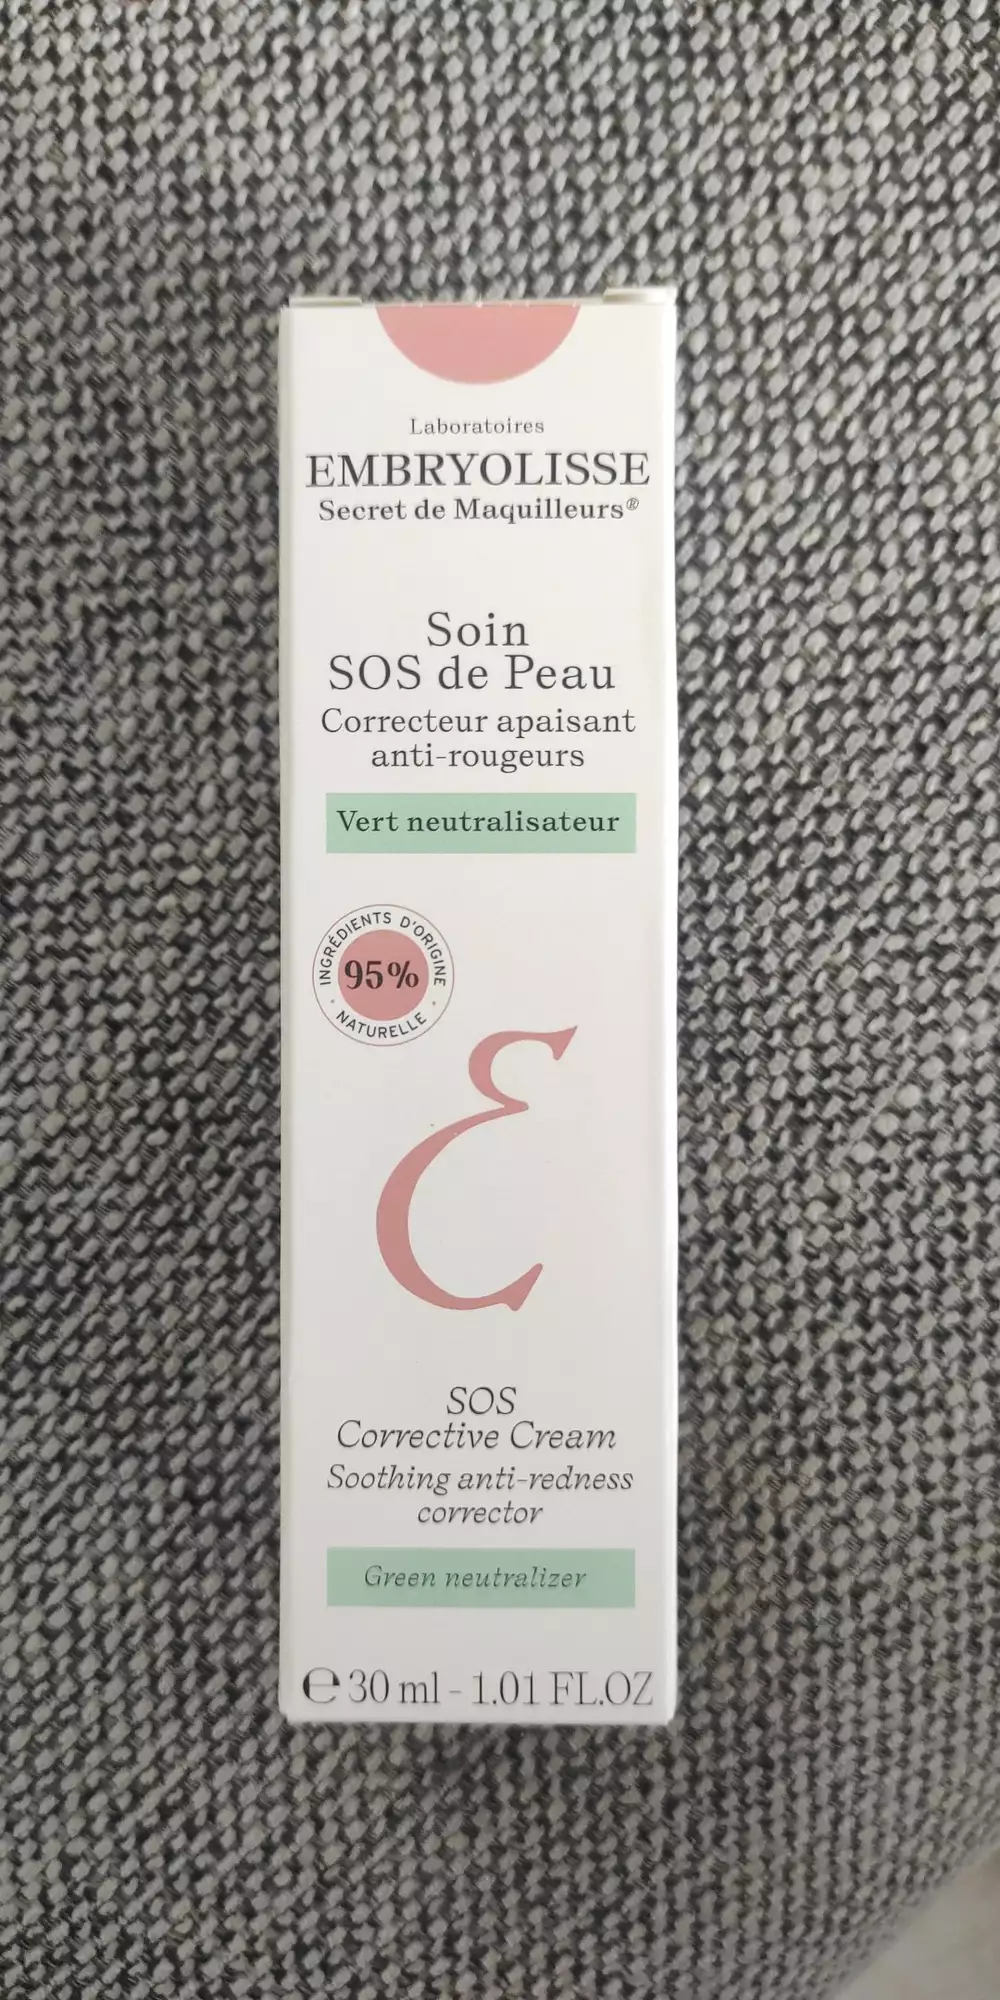 Laboratoires
EMBRYOLISSE
Secret de Maquilleurs®
Soin
SOS de Peau
Correcteur apaisant
anti-rougeurs
Vert neutralisateur
INGRÉDIENTS D'ORIGINE
95%
NATURELLE
SOS
Corrective Cream
Soothing anti-redness
corrector
Green neutralizer
℮ 30 ml - 1.01 FL.OZ